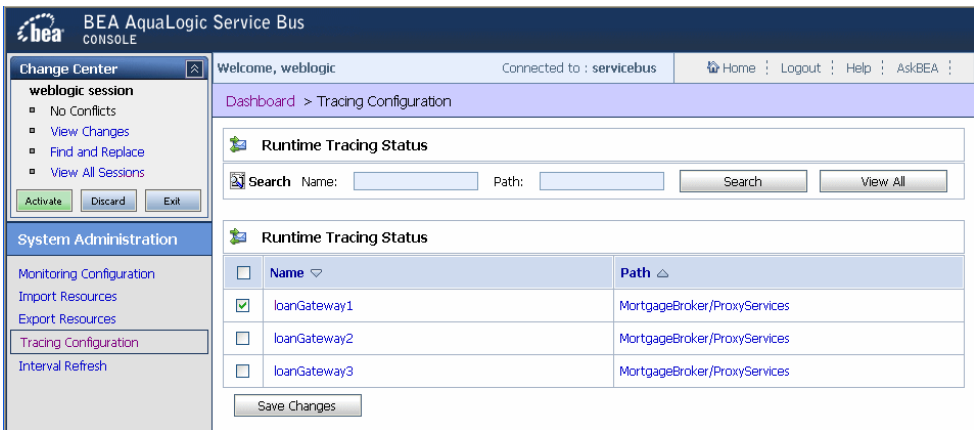 bea
BEA AquaLogic Service Bus
CONSOLE
Change Center
weblogic session
No Conflicts
View Changes
Find and Replace
View All Sessions
Activate Discard Exit
System Administration
Monitoring Configuration
Import Resources
Export Resources
Tracing Configuration
Interval Refresh
Welcome, weblogic Connected to : servicebus Home Logout Help AskBEA
Dashboard > Tracing Configuration
Runtime Tracing Status
Search Name: Path: Search View All
Runtime Tracing Status
Name Path
loanGateway1 MortgageBroker/ProxyServices
loanGateway2 MortgageBroker/ProxyServices
loanGateway3 MortgageBroker/ProxyServices
Save Changes